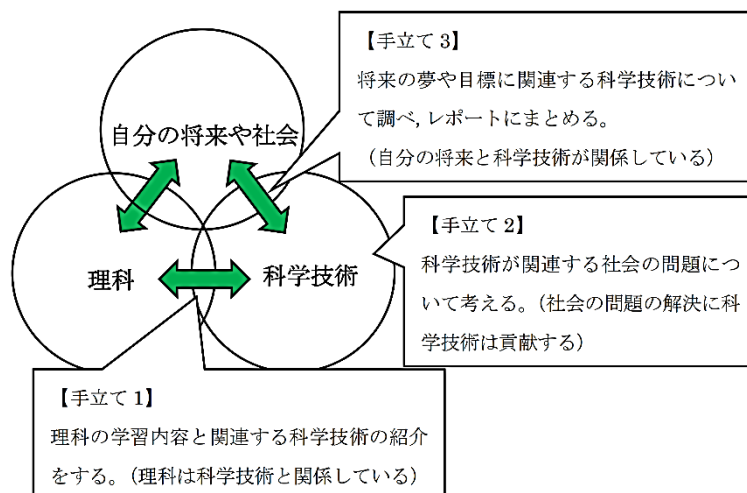 【手立て 3】
将来の夢や目標に関連する科学技術につい
て調べ, レポートにまとめる。
（自分の将来と科学技術が関係している）
自分の将来や社会
【手立て 2】
科学技術が関連する社会の問題につ
いて考える。（社会の問題の解決に科
学技術は貢献する）
理科
科学技術
【手立て 1】
理科の学習内容と関連する科学技術の紹介
をする。（理科は科学技術と関係している）